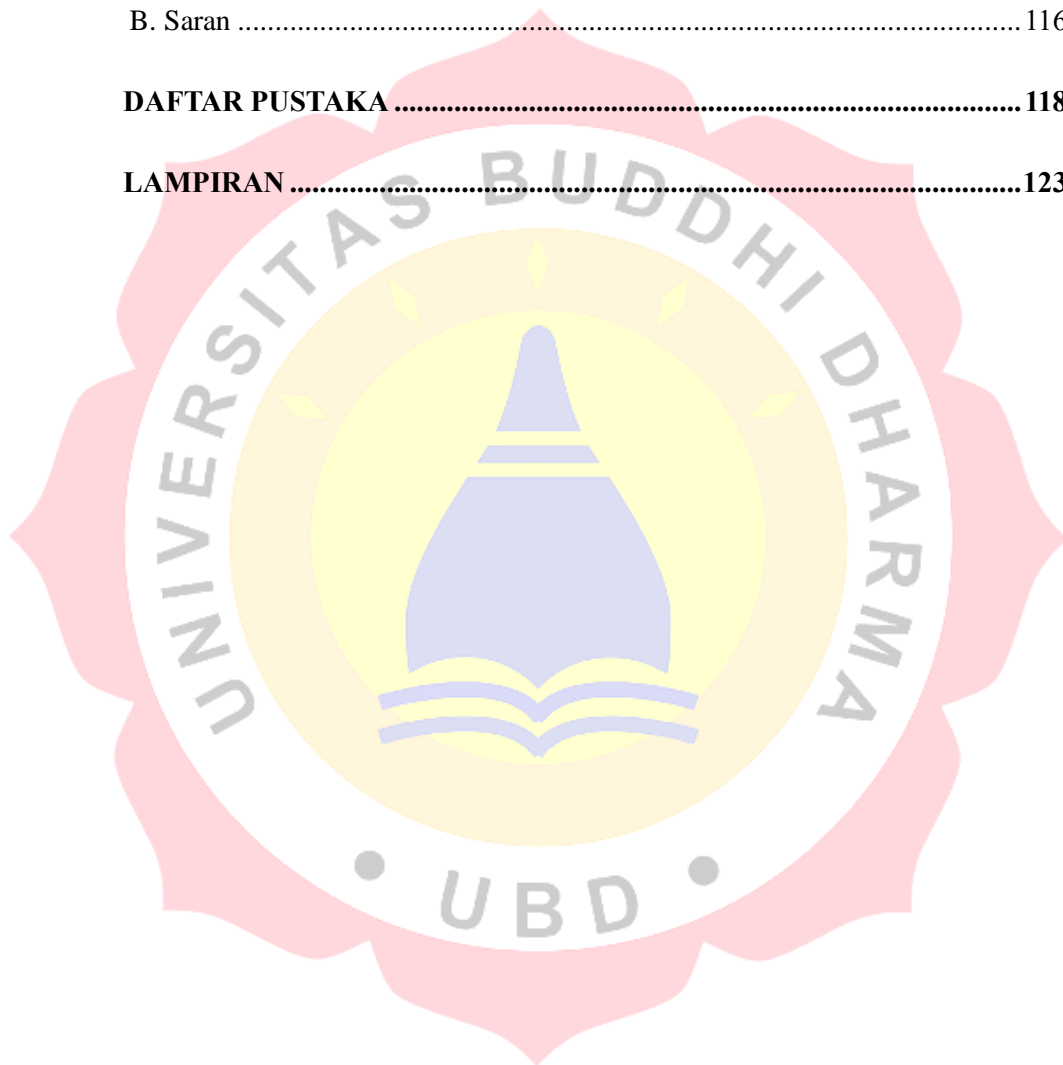 B. Saran ........................................................................................ 116
DAFTAR PUSTAKA ...................................................................... 118
LAMPIRAN .................................................................................. 123
UNIVERSITAS BUDDHI DHARMA
• UBD •